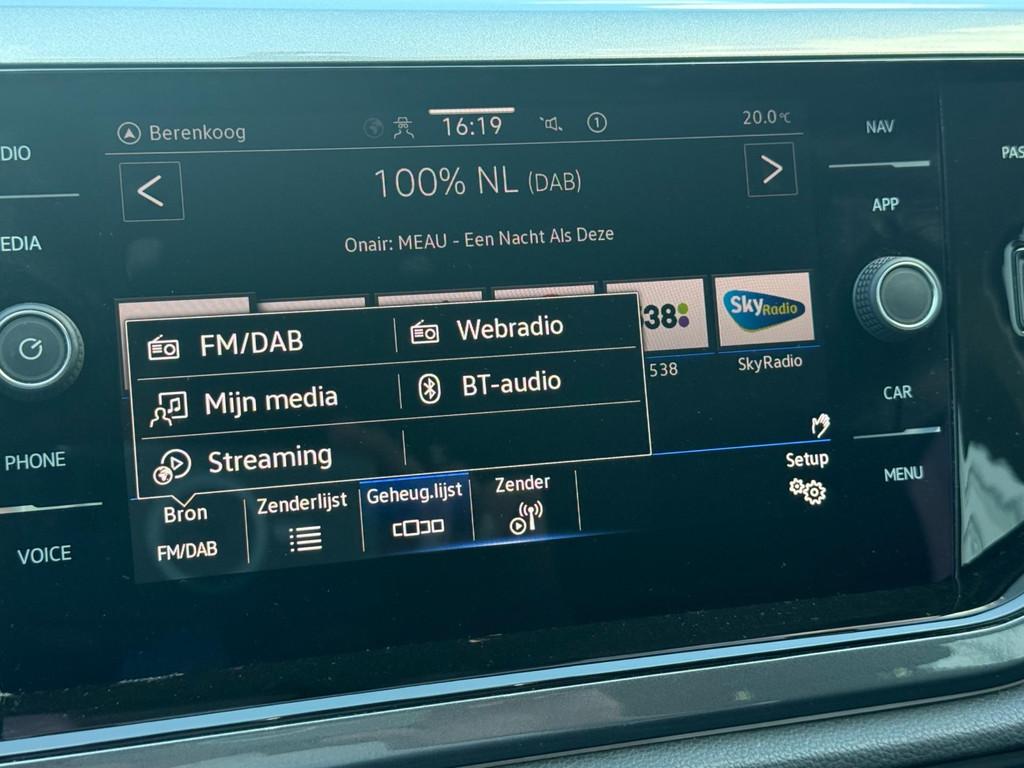 Berenkoog
16:19
1
20.0°C
NAV
100% NL (DAB)
APP
Onair: MEAU - Een Nacht Als Deze
FM/DAB
Webradio
Mijn media
BT-audio
Streaming
38
538
Sky Radio
SkyRadio
CAR
PHONE
VOICE
Bron
FM/DAB
Zenderlijst
Geheug.lijst
Zender
Setup
MENU
DIO
EDIA
PAS